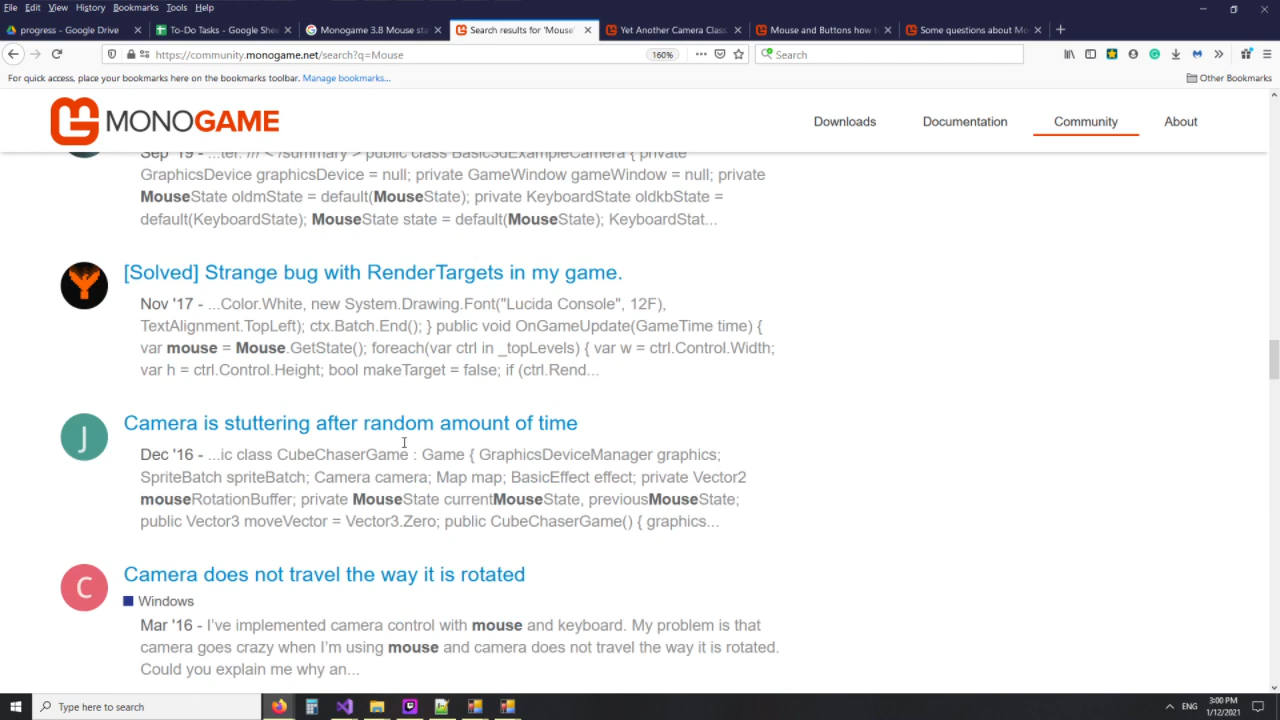 File Edit View History Bookmarks Tools Help
progress - Google Drive
To-Do Tasks - Google She
Monogame 3.8 Mouse sta
Search results for 'Mouse'
Yet Another Camera Class.
Mouse and Buttons how t
Some questions about Mo
https://community.monogame.net/search?q=Mouse
160%
Search
For quick access, place your bookmarks here on the bookmarks toolbar. Manage bookmarks...
Other Bookmarks
MONOGAME
Downloads
Documentation
Community
About
Sep '19 - ...ter. /// < /summary > public class Basic3dExampleCamera { private
GraphicsDevice graphicsDevice = null; private GameWindow gameWindow = null; private
MouseState oldmState = default(MouseState); private KeyboardState oldkbState =
default(KeyboardState); MouseState state = default(MouseState); KeyboardStat...
[Solved] Strange bug with RenderTargets in my game.
Nov '17 - ...Color.White, new System.Drawing.Font("Lucida Console", 12F),
TextAlignment.TopLeft); ctx.Batch.End(); } public void OnGameUpdate(GameTime time) {
var mouse = Mouse.GetState(); foreach(var ctrl in _topLevels) { var w = ctrl.Control.Width;
var h = ctrl.Control.Height; bool makeTarget = false; if (ctrl.Rend...
J
Camera is stuttering after random amount of time
Dec '16 - ...ic class CubeChaserGame : Game { GraphicsDeviceManager graphics;
SpriteBatch spriteBatch; Camera camera; Map map; BasicEffect effect; private Vector2
mouseRotationBuffer; private MouseState currentMouseState, previousMouseState;
public Vector3 moveVector = Vector3.Zero; public CubeChaserGame() { graphics...
C
Camera does not travel the way it is rotated
Windows
Mar '16 - I've implemented camera control with mouse and keyboard. My problem is that
camera goes crazy when I'm using mouse and camera does not travel the way it is rotated.
Could you explain me why an...
Type here to search
ENG
3:00 PM
1/12/2021